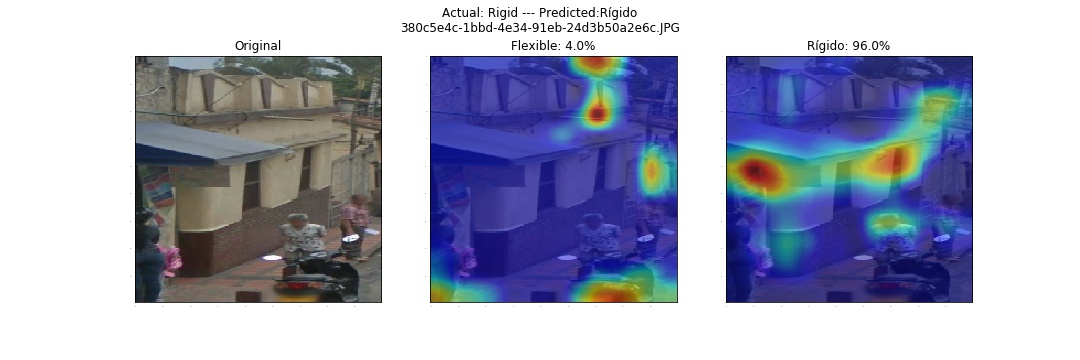 Actual: Rigid --- Predicted:Rígido
380c5e4c-1bbd-4e34-91eb-24d3b50a2e6c.JPG
Original
Flexible: 4.0%
Rígido: 96.0%